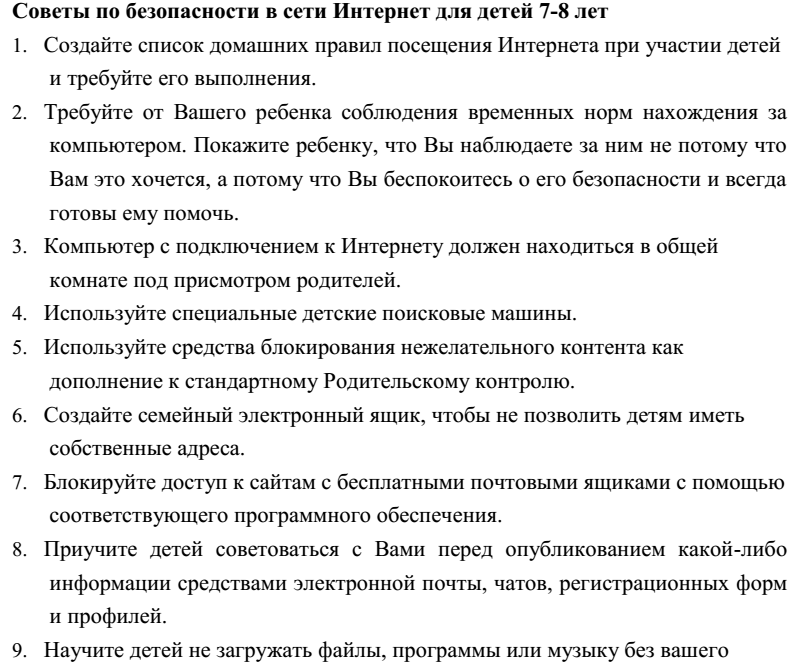 Советы по безопасности в сети Интернет для детей 7-8 лет
1. Создайте список домашних правил посещения Интернета при участии детей
и требуйте его выполнения.
2. Требуйте от Вашего ребенка соблюдения временных норм нахождения за
компьютером. Покажите ребенку, что Вы наблюдаете за ним не потому что
Вам это хочется, а потому что Вы беспокоитесь о его безопасности и всегда
готовы ему помочь.
3. Компьютер с подключением к Интернету должен находиться в общей
комнате под присмотром родителей.
4. Используйте специальные детские поисковые машины.
5. Используйте средства блокирования нежелательного контента как
дополнение к стандартному Родительскому контролю.
6. Создайте семейный электронный ящик, чтобы не позволить детям иметь
собственные адреса.
7. Блокируйте доступ к сайтам с бесплатными почтовыми ящиками с помощью
соответствующего программного обеспечения.
8. Приучите детей советоваться с Вами перед опубликованием какой-либо
информации средствами электронной почты, чатов, регистрационных форм
и профилей.
9. Научите детей не загружать файлы, программы или музыку без вашего